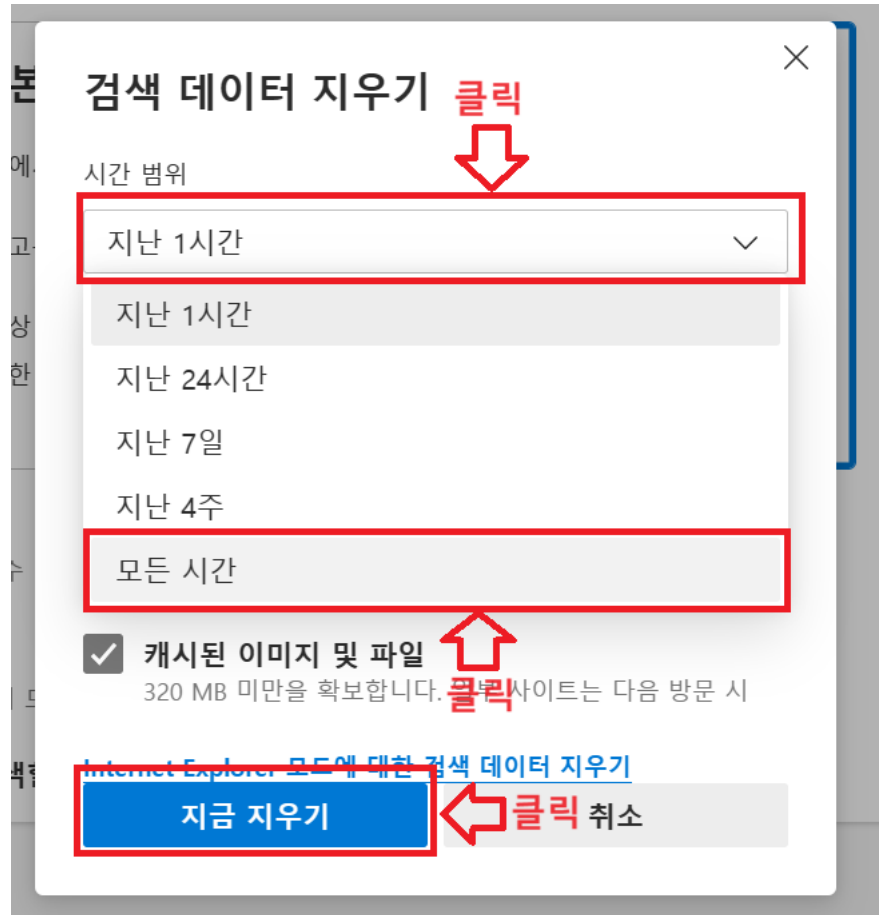 검색 데이터 지우기
클릭
시간 범위
지난 1시간
지난 1시간
지난 24시간
지난 7일
지난 4주
모든 시간
캐시된 이미지 및 파일
320 MB 미만을 확보합니다. 일부 사이트는 다음 방문 시
클릭
Internet Explorer 모드에 대한 검색 데이터 지우기
지금 지우기
클릭
취소